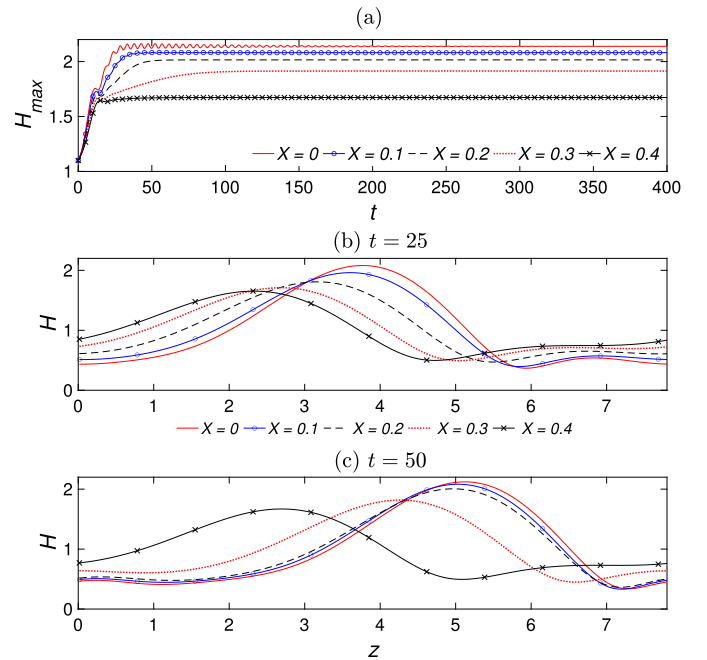 (a)
2
1.5
1
H_max
X = 0 X = 0.1 X = 0.2 X = 0.3 X = 0.4
0 50 100 150 200 250 300 350 400
t
(b) t = 25
2
1
0
H
0 1 2 3 4 5 6 7
X = 0 X = 0.1 X = 0.2 X = 0.3 X = 0.4
(c) t = 50
2
1
0
H
0 1 2 3 4 5 6 7
z